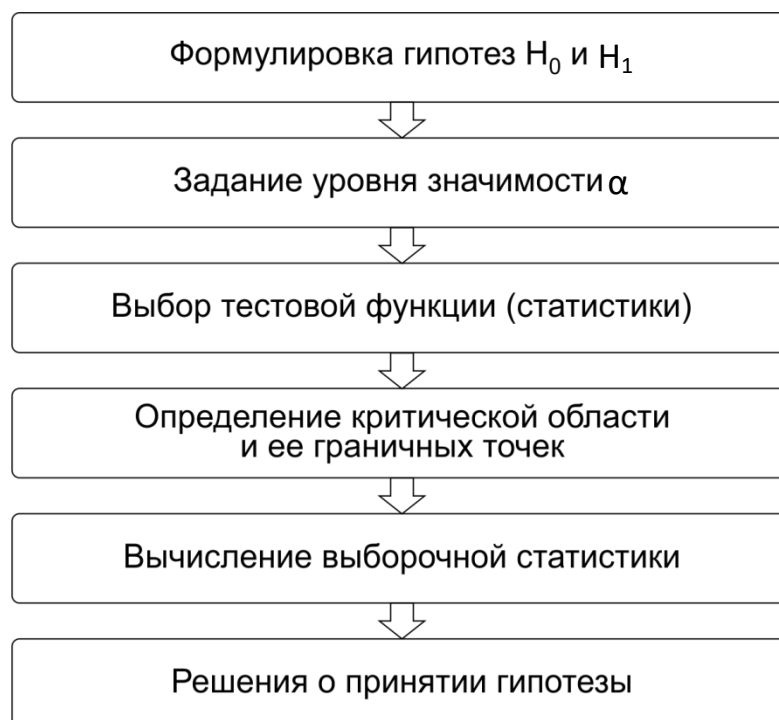 Формулировка гипотез H₀ и H₁
Задание уровня значимости α
Выбор тестовой функции (статистики)
Определение критической области
и ее граничных точек
Вычисление выборочной статистики
Решения о принятии гипотезы